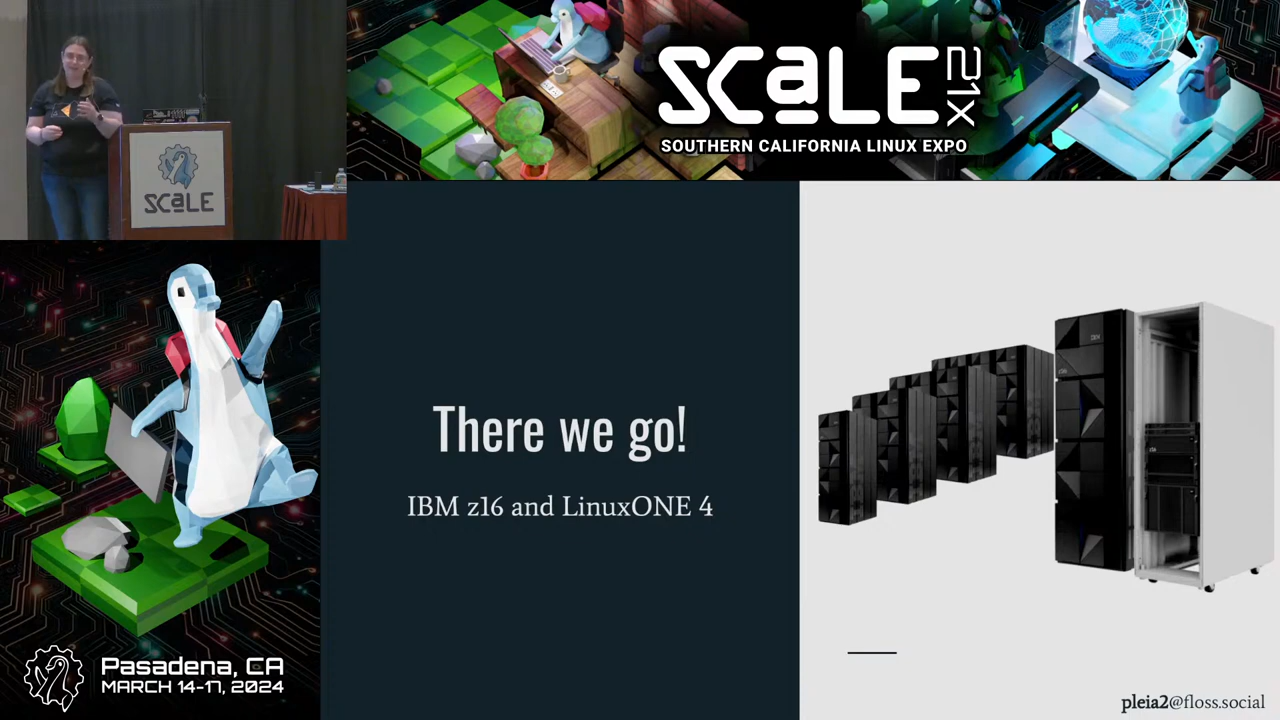 SCaLE 21X
SOUTHERN CALIFORNIA LINUX EXPO
SCaLE
There we go!
IBM z16 and LinuxONE 4
Pasadena, CA
MARCH 14-17, 2024
pleia2@floss.social